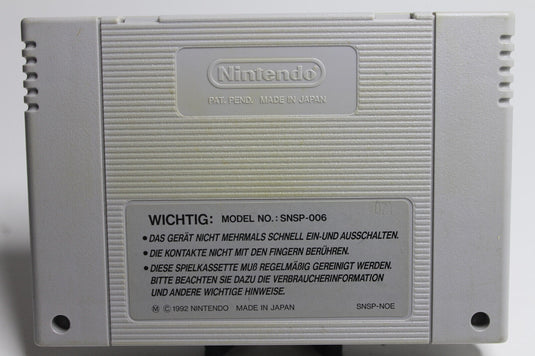 Nintendo
PAT. PEND. MADE IN JAPAN
WICHTIG: MODEL NO.: SNSP-006
• DAS GERÄT NICHT MEHRMALS SCHNELL EIN-UND AUSSCHALTEN.
• DIE KONTAKTE NICHT MIT DEN FINGERN BERÜHREN.
• DIESE SPIELKASSETTE MUß REGELMÄßIG GEREINIGT WERDEN.
BITTE BEACHTEN SIE DAZU DIE VERBRAUCHERINFORMATION
UND ANDERE WICHTIGE HINWEISE.
Ⓜ © 1992 NINTENDO MADE IN JAPAN SNSP-NOE